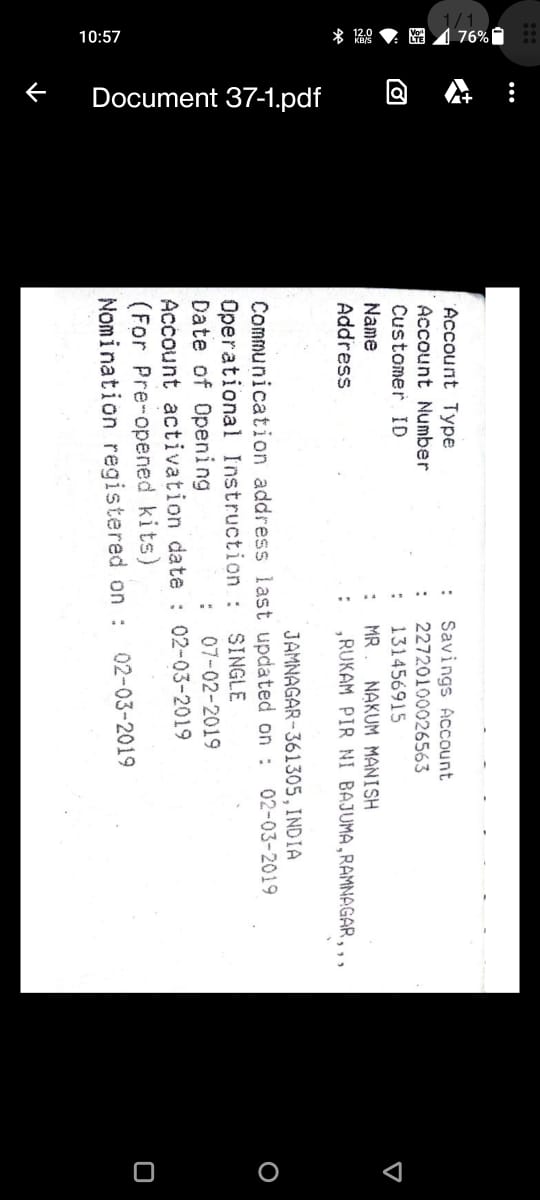 10:57
12.0 KB/S
Vo LTE
76%
1/1
Document 37-1.pdf
Account Type : Savings Account
Account Number : 22720100026563
Customer ID : 131456915
Name : MR. NAKUM MANISH
Address : ,RUKAM PIR NI BAJUMA,RAMNAGAR,,,
JAMNAGAR-361305,INDIA
Communication address last updated on : 02-03-2019
Operational Instruction : SINGLE
Date of Opening : 07-02-2019
Account activation date : 02-03-2019
(For Pre-opened kits)
Nomination registered on : 02-03-2019